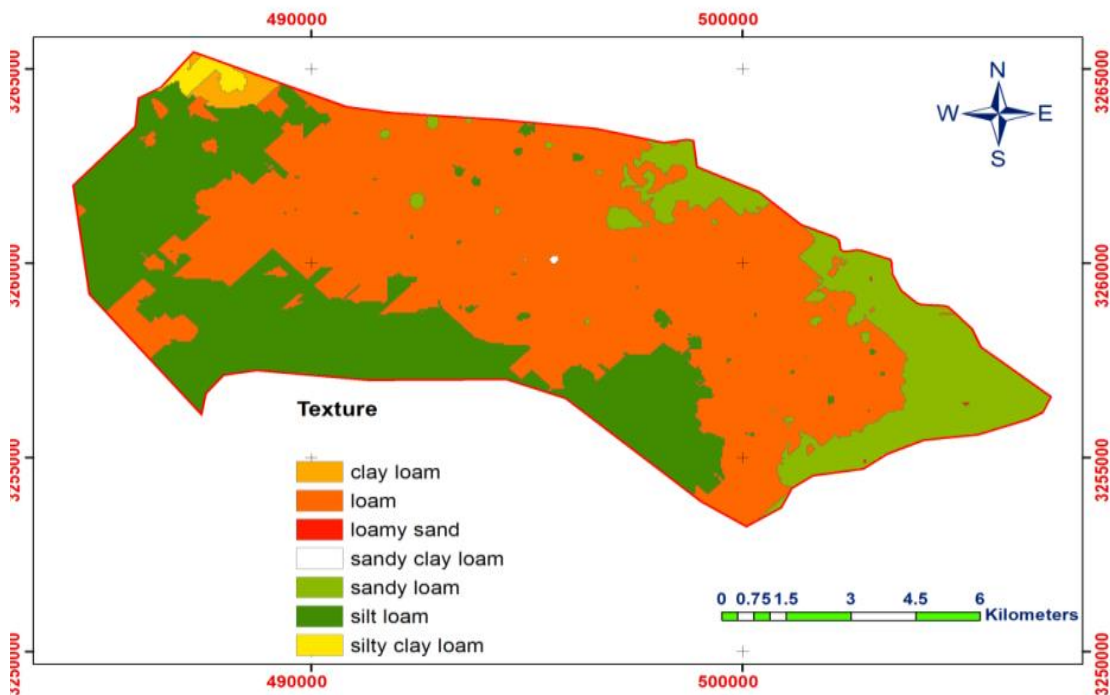 490000 500000
3265000 3265000
N
W E
S
3260000 3260000
Texture
3255000 3255000
clay loam
loam
loamy sand
sandy clay loam
sandy loam
0 0.75 1.5 3 4.5 6
Kilometers
silt loam
silty clay loam
3250000 3250000
490000 500000